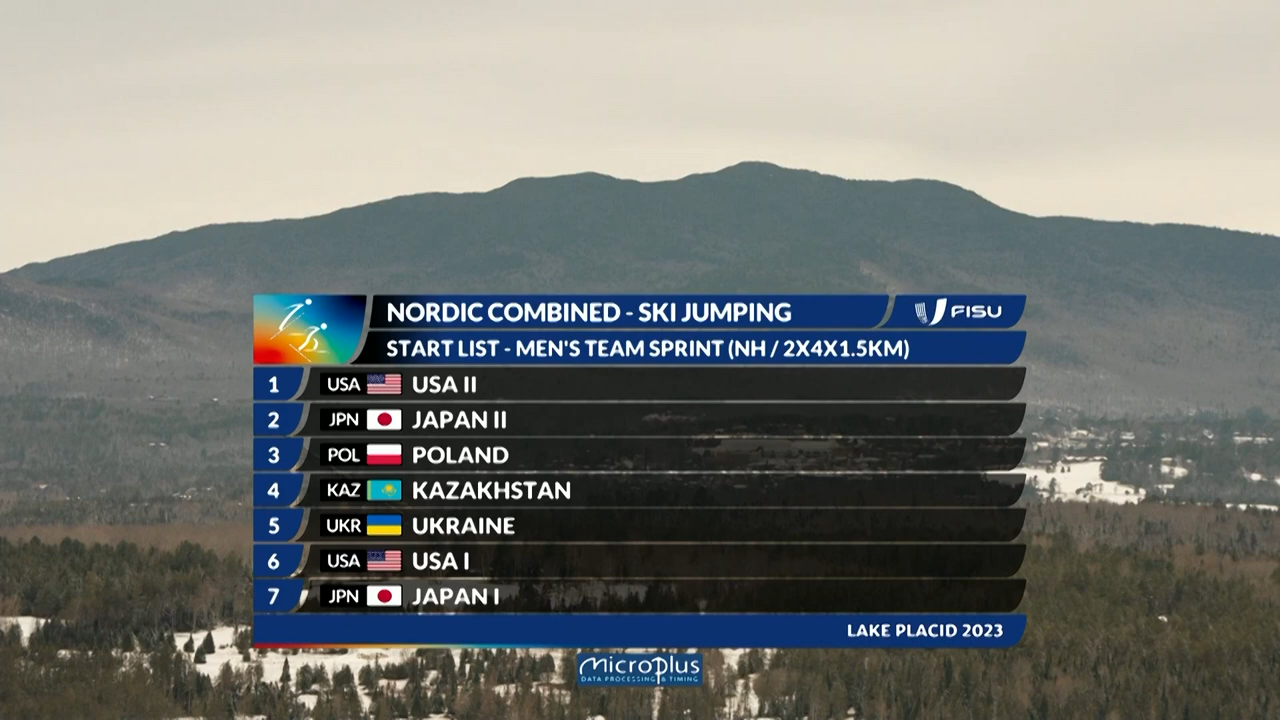 NORDIC COMBINED - SKI JUMPING FISU
START LIST - MEN'S TEAM SPRINT (NH / 2X4X1.5KM)
1 USA USA II
2 JPN JAPAN II
3 POL POLAND
4 KAZ KAZAKHSTAN
5 UKR UKRAINE
6 USA USA I
7 JPN JAPAN I
LAKE PLACID 2023
MICROPLUS
DATA PROCESSING & TIMING